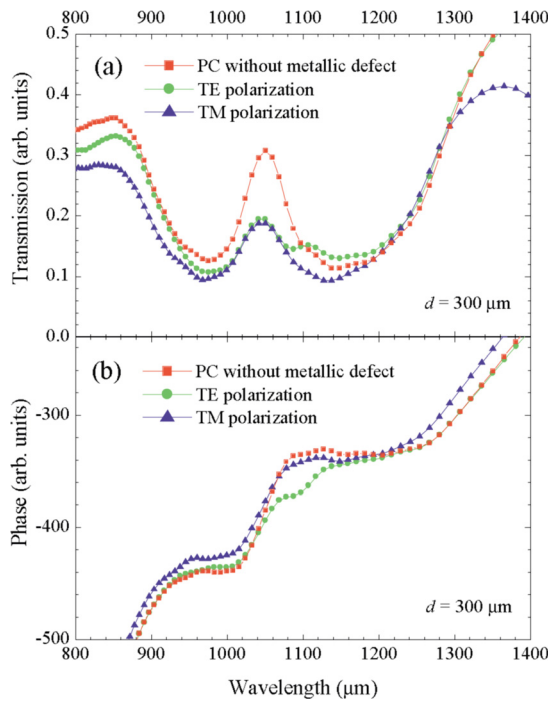 800 900 1000 1100 1200 1300 1400
0.5
(a)
PC without metallic defect
TE polarization
TM polarization
0.4
0.3
0.2
0.1
0.0
Transmission (arb. units)
d = 300 μm
(b)
PC without metallic defect
TE polarization
TM polarization
-300
-400
-500
Phase (arb. units)
d = 300 μm
800 900 1000 1100 1200 1300 1400
Wavelength (μm)